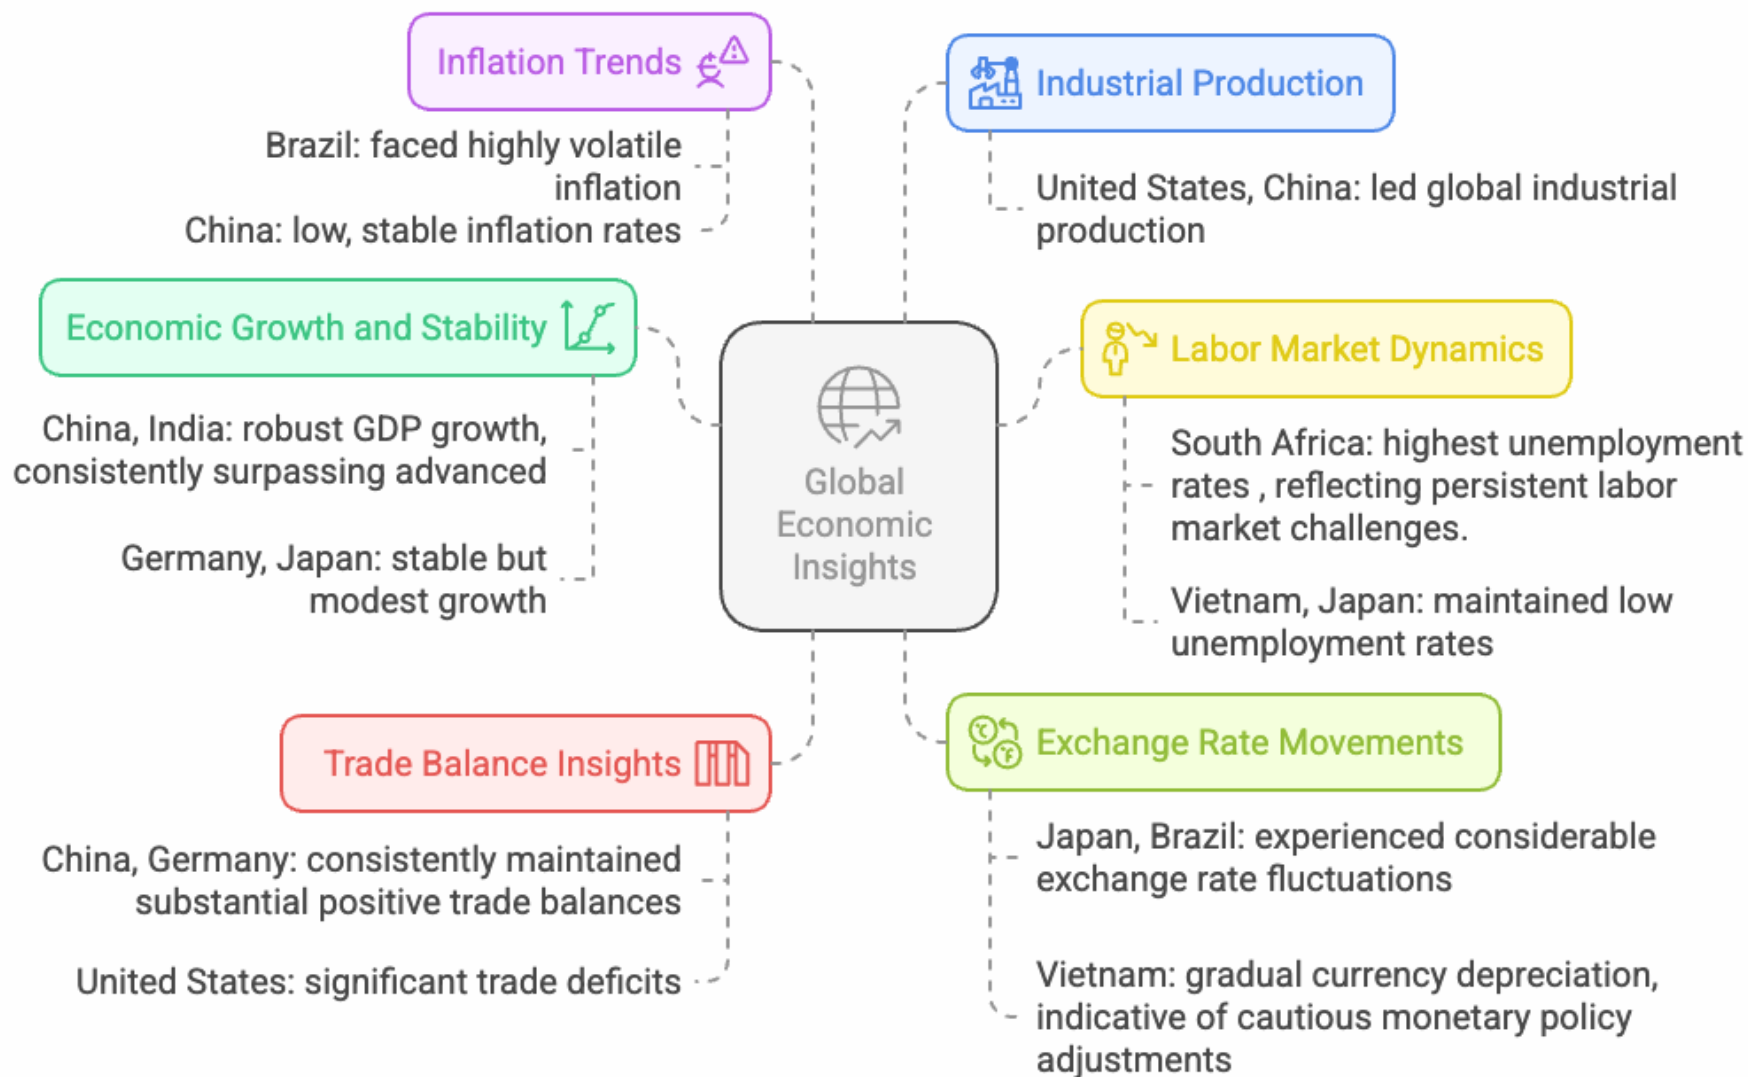 Inflation Trends
Brazil: faced highly volatile
inflation
China: low, stable inflation rates
Economic Growth and Stability
China, India: robust GDP growth,
consistently surpassing advanced
Germany, Japan: stable but
modest growth
Trade Balance Insights
China, Germany: consistently maintained
substantial positive trade balances
United States: significant trade deficits
Global
Economic
Insights
Industrial Production
United States, China: led global industrial
production
Labor Market Dynamics
South Africa: highest unemployment
rates , reflecting persistent labor
market challenges.
Vietnam, Japan: maintained low
unemployment rates
Exchange Rate Movements
Japan, Brazil: experienced considerable
exchange rate fluctuations
Vietnam: gradual currency depreciation,
indicative of cautious monetary policy
adjustments